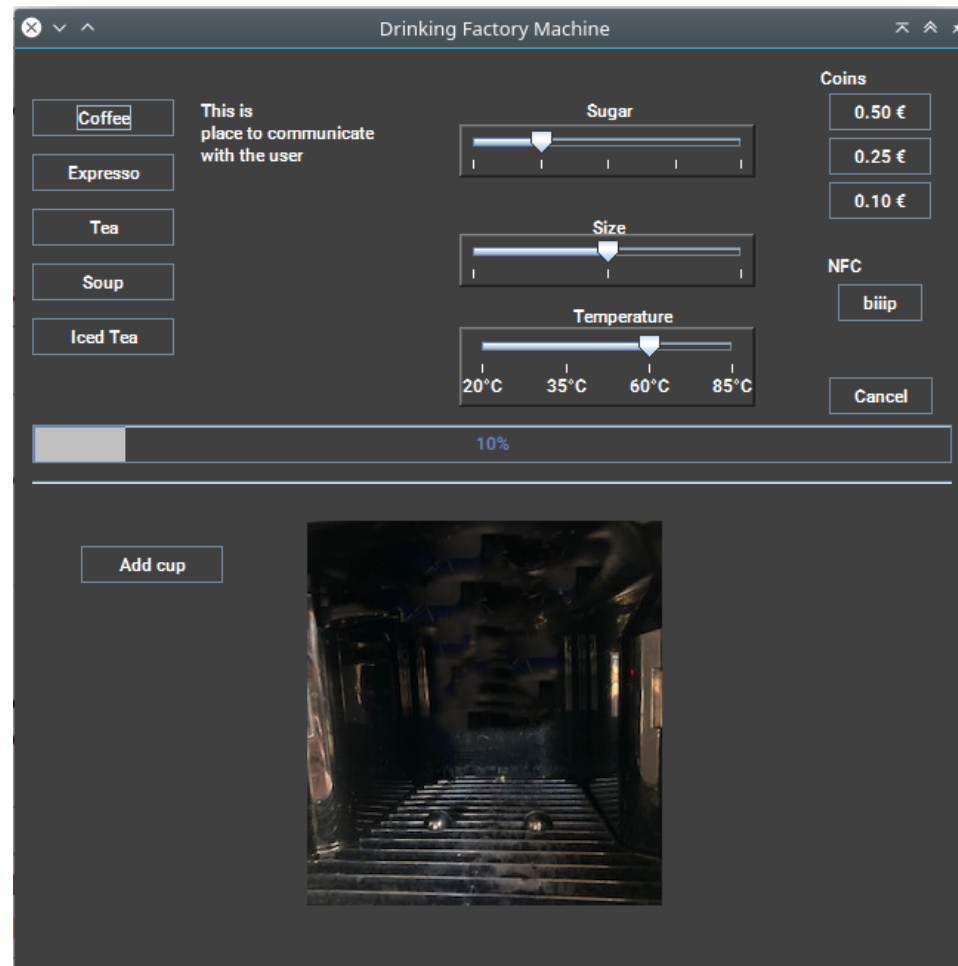 Drinking Factory Machine
Coffee
Expresso
Tea
Soup
Iced Tea
This is
place to communicate
with the user
Sugar
Size
Temperature
20°C 35°C 60°C 85°C
Coins
0.50 €
0.25 €
0.10 €
NFC
biiip
Cancel
10%
Add cup